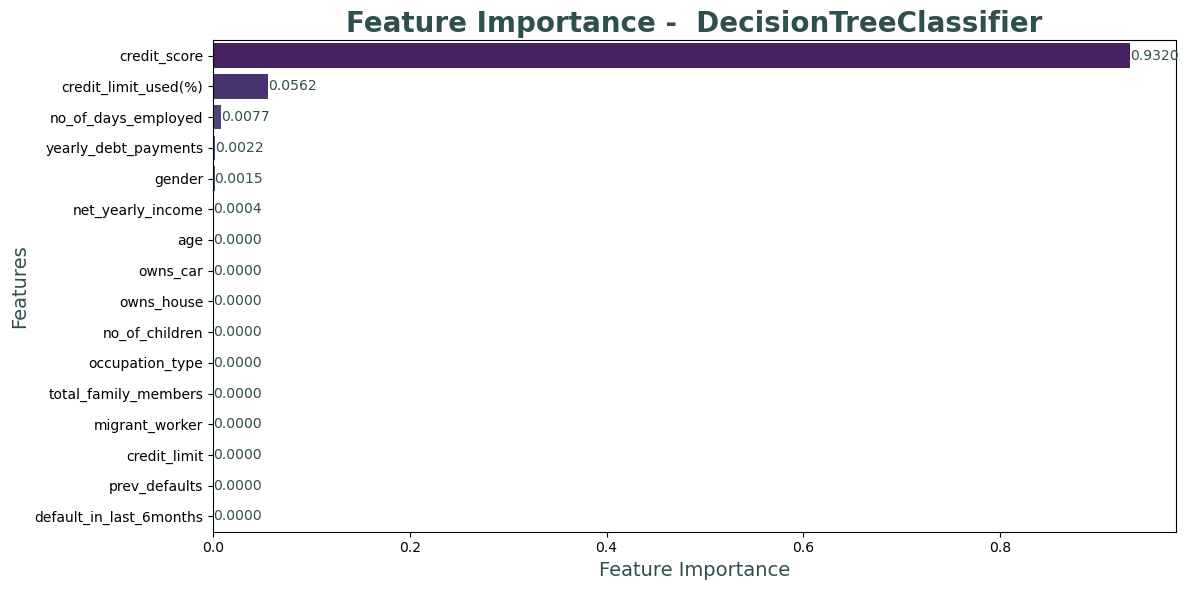 Feature Importance -  DecisionTreeClassifier
credit_score 0.9320
credit_limit_used(%) 0.0562
no_of_days_employed 0.0077
yearly_debt_payments 0.0022
gender 0.0015
net_yearly_income 0.0004
age 0.0000
owns_car 0.0000
owns_house 0.0000
no_of_children 0.0000
occupation_type 0.0000
total_family_members 0.0000
migrant_worker 0.0000
credit_limit 0.0000
prev_defaults 0.0000
default_in_last_6months 0.0000
Features
0.0 0.2 0.4 0.6 0.8
Feature Importance